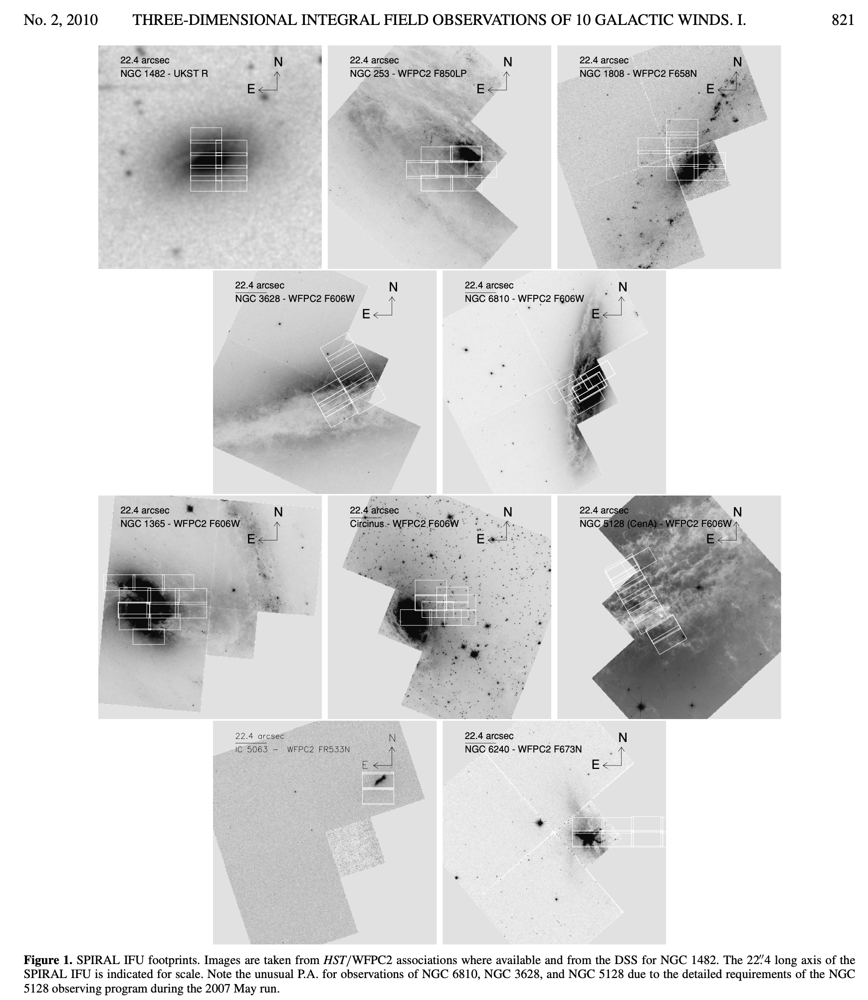 No. 2, 2010 THREE-DIMENSIONAL INTEGRAL FIELD OBSERVATIONS OF 10 GALACTIC WINDS. I. 821
22.4 arcsec
NGC 1482 - UKST R
N
E
22.4 arcsec
NGC 253 - WFPC2 F850LP
N
E
22.4 arcsec
NGC 1808 - WFPC2 F658N
N
E
22.4 arcsec
NGC 3628 - WFPC2 F606W
N
E
22.4 arcsec
NGC 6810 - WFPC2 F606W
N
E
22.4 arcsec
NGC 1365 - WFPC2 F606W
N
E
22.4 arcsec
Circinus - WFPC2 F606W
N
E
22.4 arcsec
NGC 5128 (CenA) - WFPC2 F606W
N
E
22.4 arcsec
IC 5063 - WFPC2 FR533N
N
E
22.4 arcsec
NGC 6240 - WFPC2 F673N
N
E
Figure 1. SPIRAL IFU footprints. Images are taken from HST/WFPC2 associations where available and from the DSS for NGC 1482. The 22″.4 long axis of the
SPIRAL IFU is indicated for scale. Note the unusual P.A. for observations of NGC 6810, NGC 3628, and NGC 5128 due to the detailed requirements of the NGC
5128 observing program during the 2007 May run.